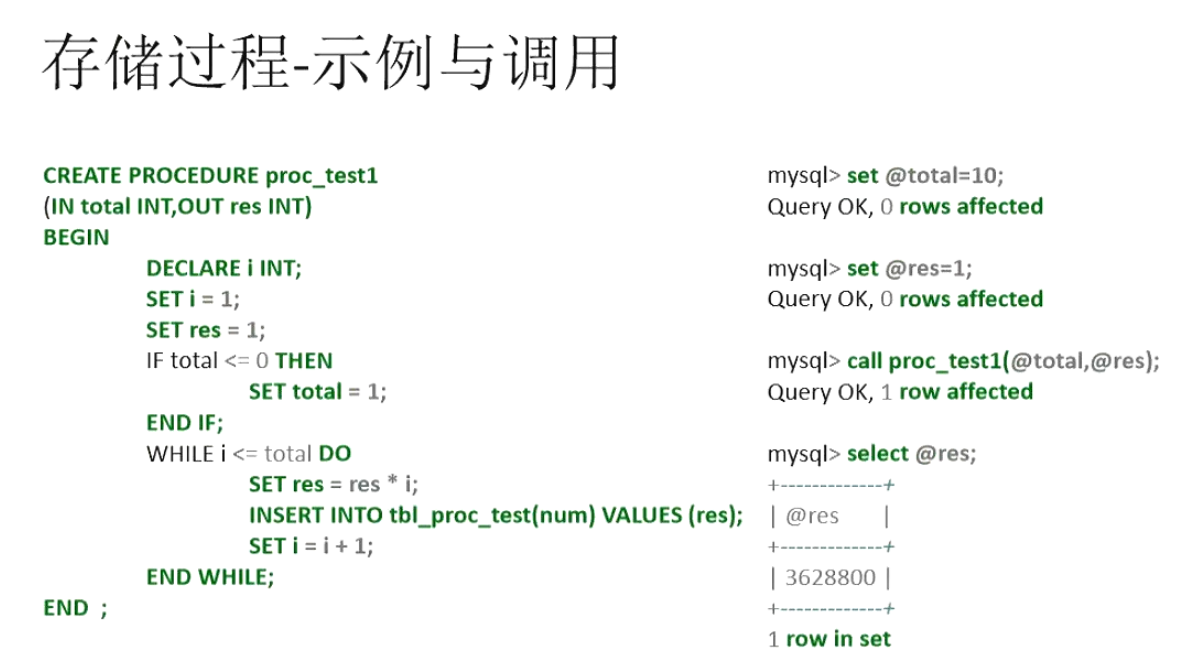 存储过程-示例与调用
CREATE PROCEDURE proc_test1
(IN total INT,OUT res INT)
BEGIN
DECLARE i INT;
SET i = 1;
SET res = 1;
IF total <= 0 THEN
SET total = 1;
END IF;
WHILE i <= total DO
SET res = res * i;
INSERT INTO tbl_proc_test(num) VALUES (res);
SET i = i + 1;
END WHILE;
END ;
mysql> set @total=10;
Query OK, 0 rows affected
mysql> set @res=1;
Query OK, 0 rows affected
mysql> call proc_test1(@total,@res);
Query OK, 1 row affected
mysql> select @res;
+-------------+
| @res |
+-------------+
| 3628800 |
+-------------+
1 row in set